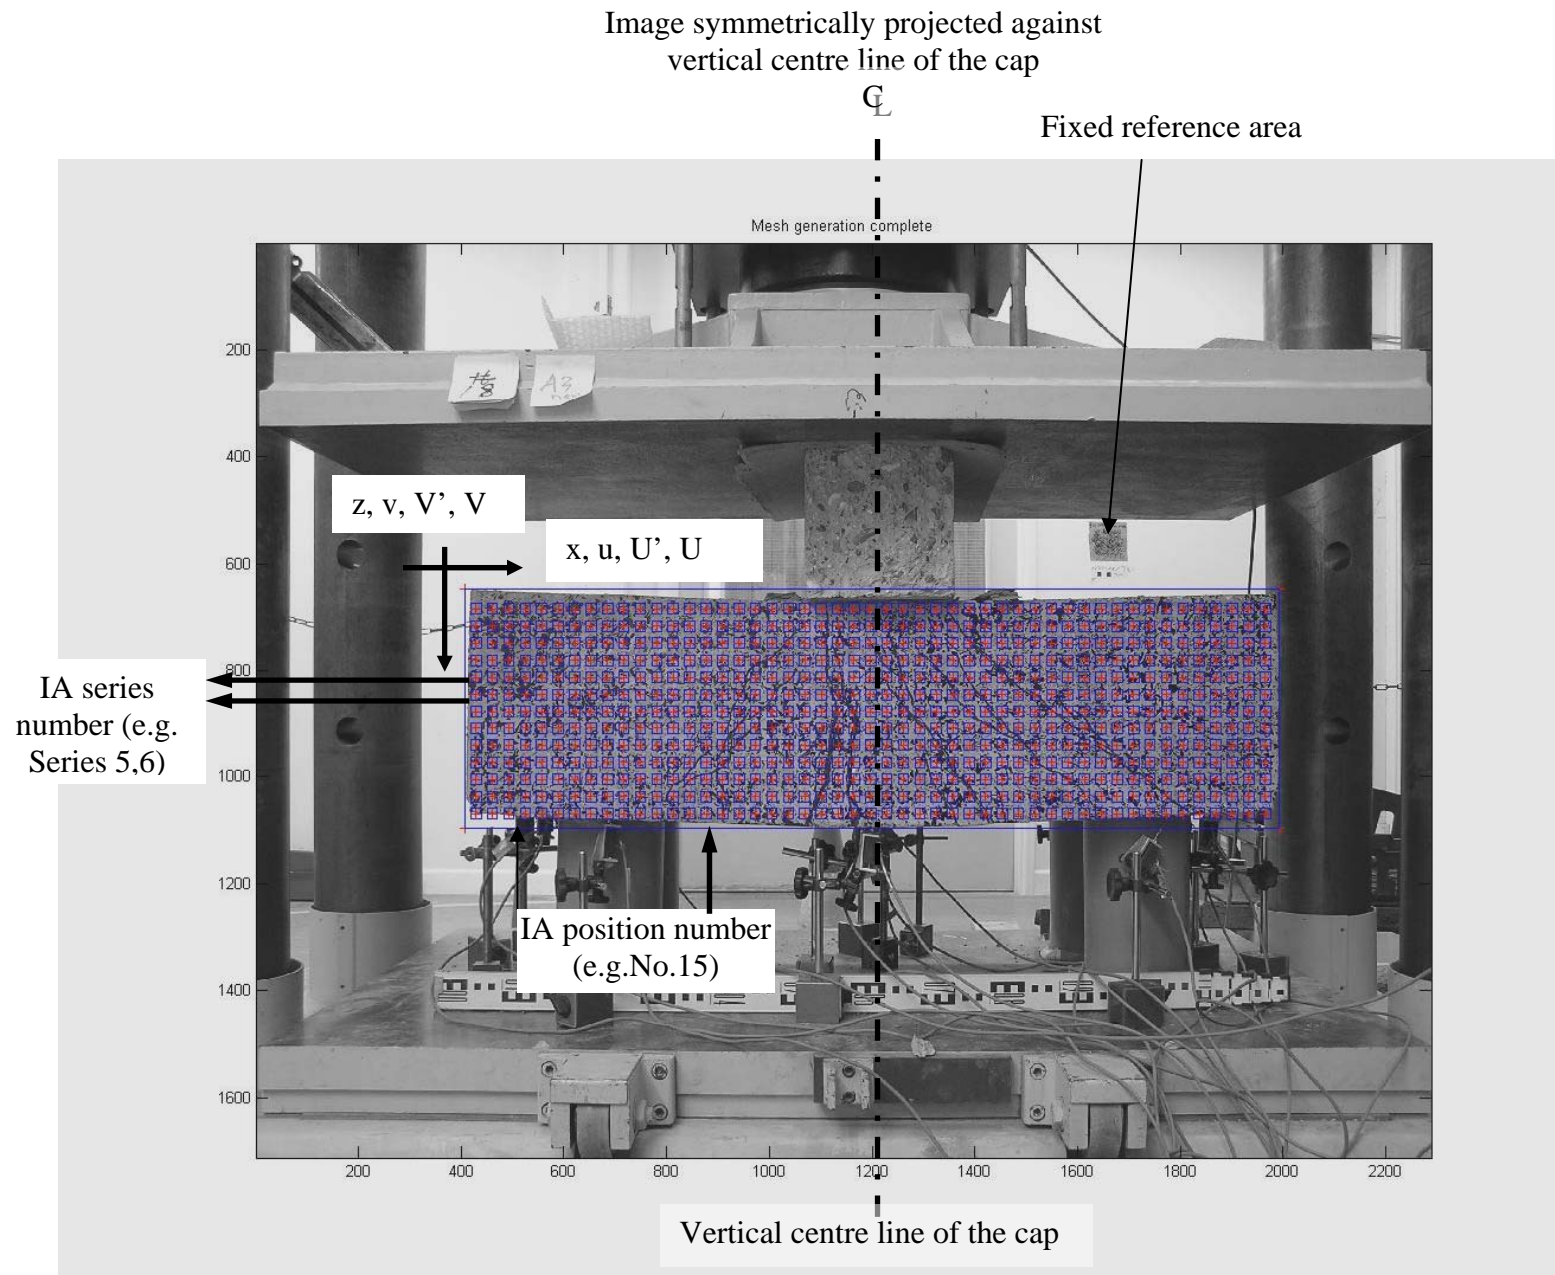 Image symmetrically projected against
vertical centre line of the cap
CL
Fixed reference area
Mesh generation complete
200
400
600
800
1000
1200
1400
1600
A3
z, v, V’, V
x, u, U’, U
IA series
number (e.g.
Series 5,6)
IA position number
(e.g.No.15)
200
400
600
800
1000
1200
1400
1600
1800
2000
2200
Vertical centre line of the cap